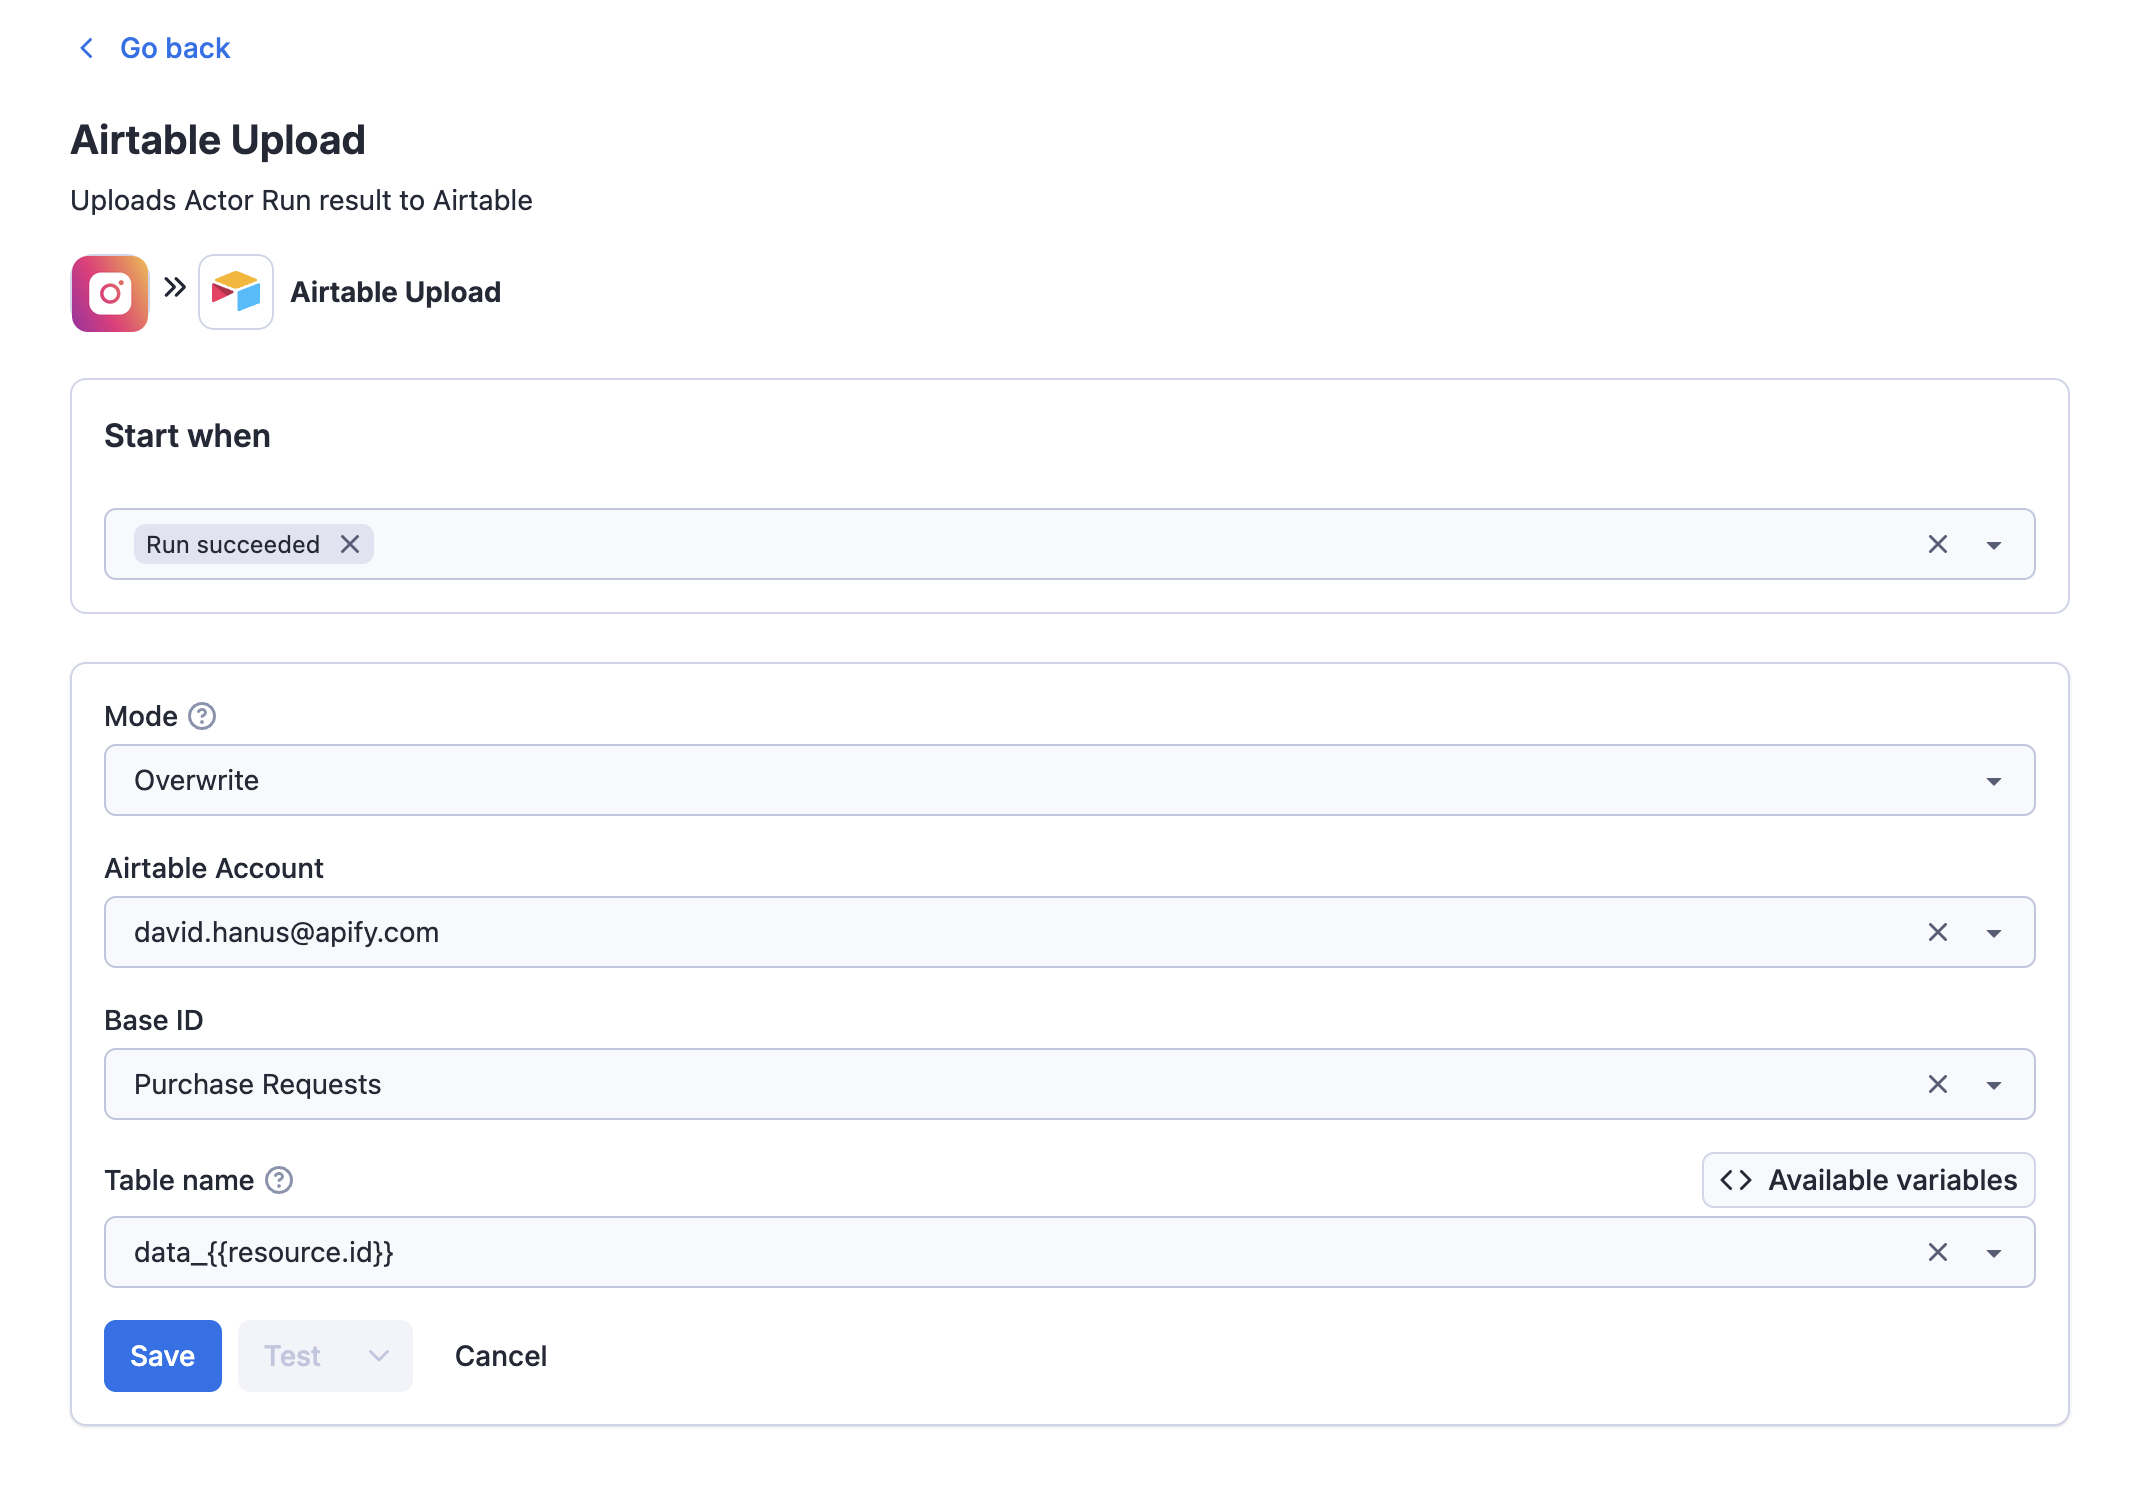 Go back
Airtable Upload
Uploads Actor Run result to Airtable
Airtable Upload
Start when
Run succeeded
Mode
Overwrite
Airtable Account
david.hanus@apify.com
Base ID
Purchase Requests
Table name
Available variables
data_{{resource.id}}
Save Test Cancel